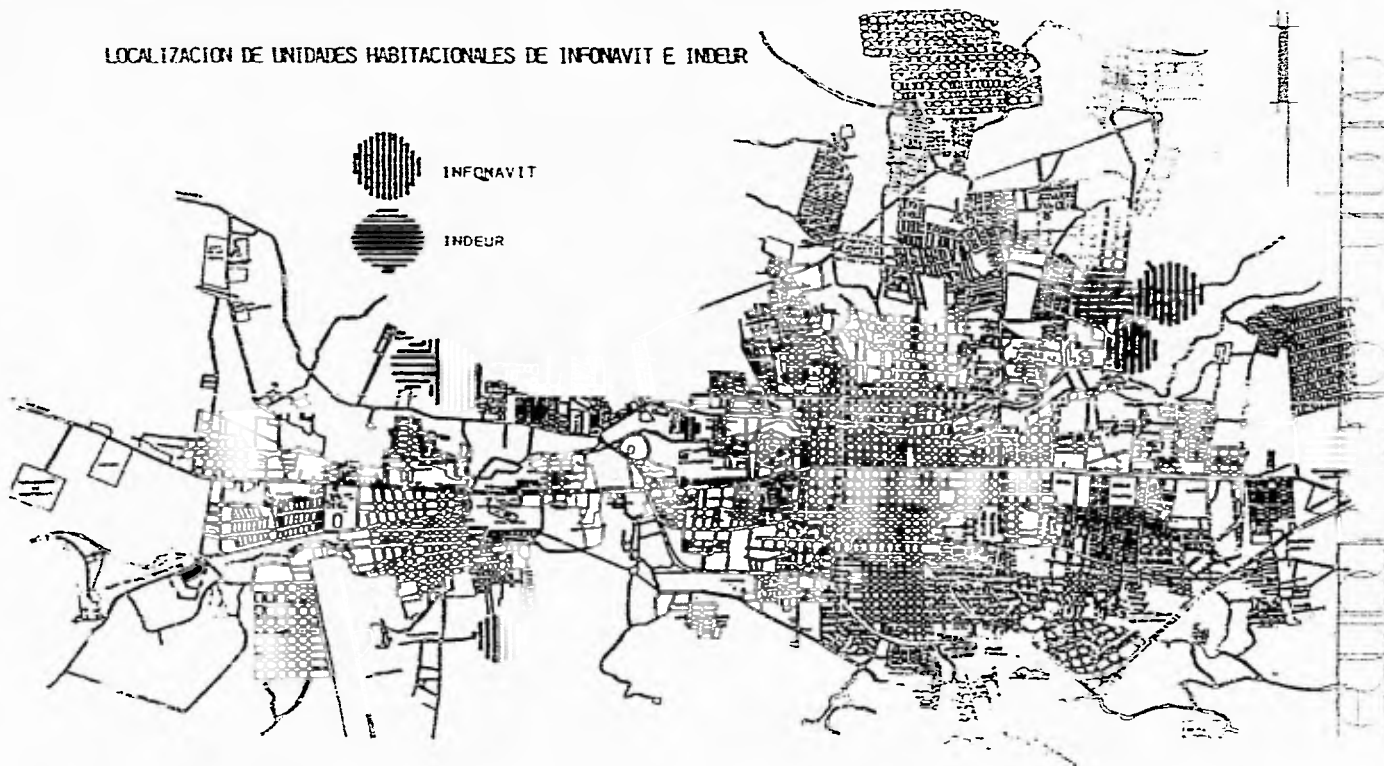 LOCALIZACION DE UNIDADES HABITACIONALES DE INFONAVIT E INDEUR
INFONAVIT
INDEUR